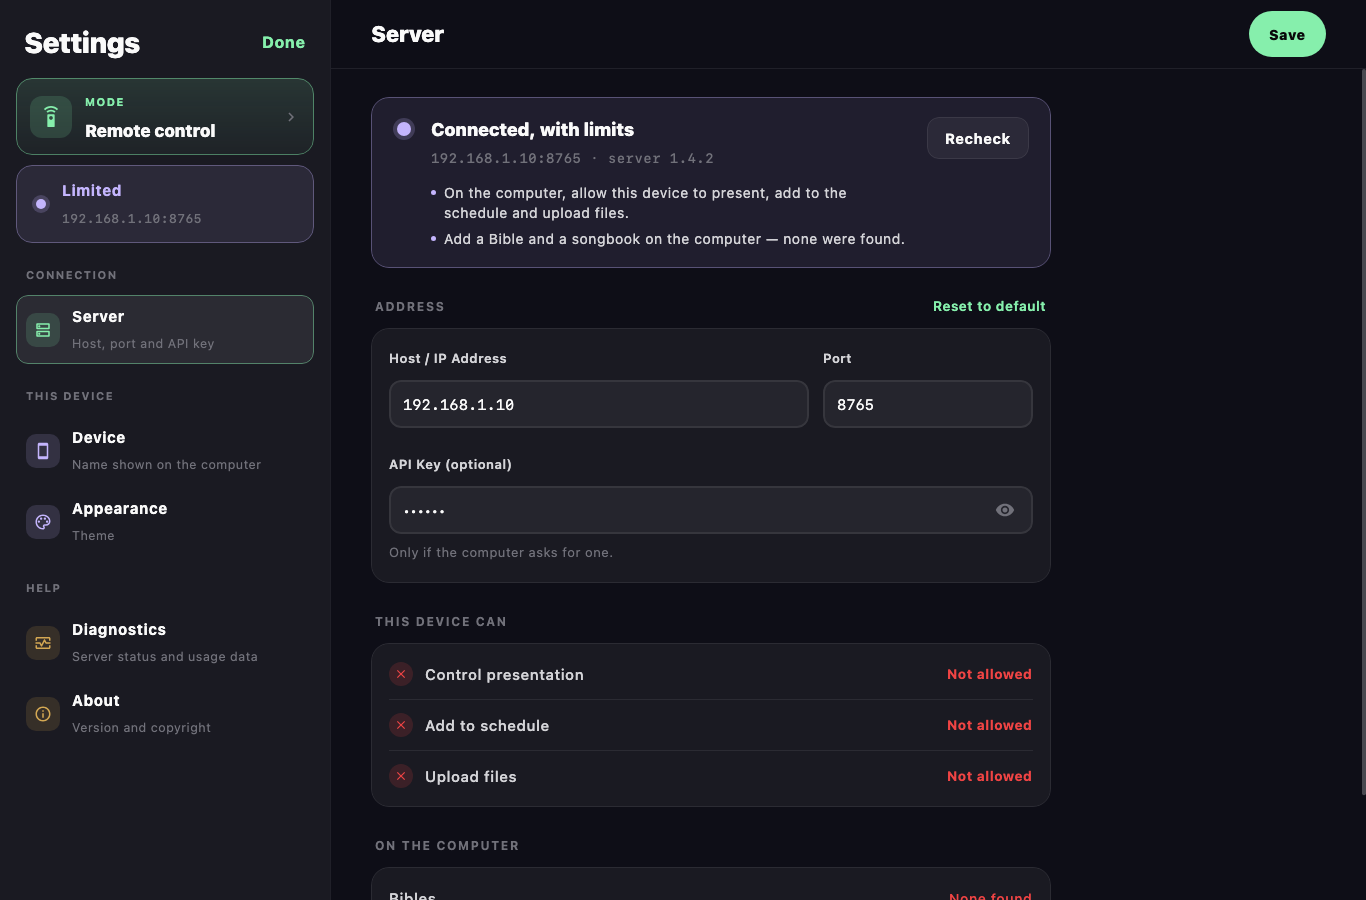 Settings
Done
MODE
Remote control
Limited
192.168.1.10:8765
CONNECTION
Server
Host, port and API key
THIS DEVICE
Device
Name shown on the computer
Appearance
Theme
HELP
Diagnostics
Server status and usage data
About
Version and copyright
Server
Save
Connected, with limits
192.168.1.10:8765 · server 1.4.2
Recheck
• On the computer, allow this device to present, add to the
schedule and upload files.
• Add a Bible and a songbook on the computer — none were found.
ADDRESS
Reset to default
Host / IP Address
Port
192.168.1.10
8765
API Key (optional)
••••••
Only if the computer asks for one.
THIS DEVICE CAN
Control presentation
Not allowed
Add to schedule
Not allowed
Upload files
Not allowed
ON THE COMPUTER
Bibles
None found